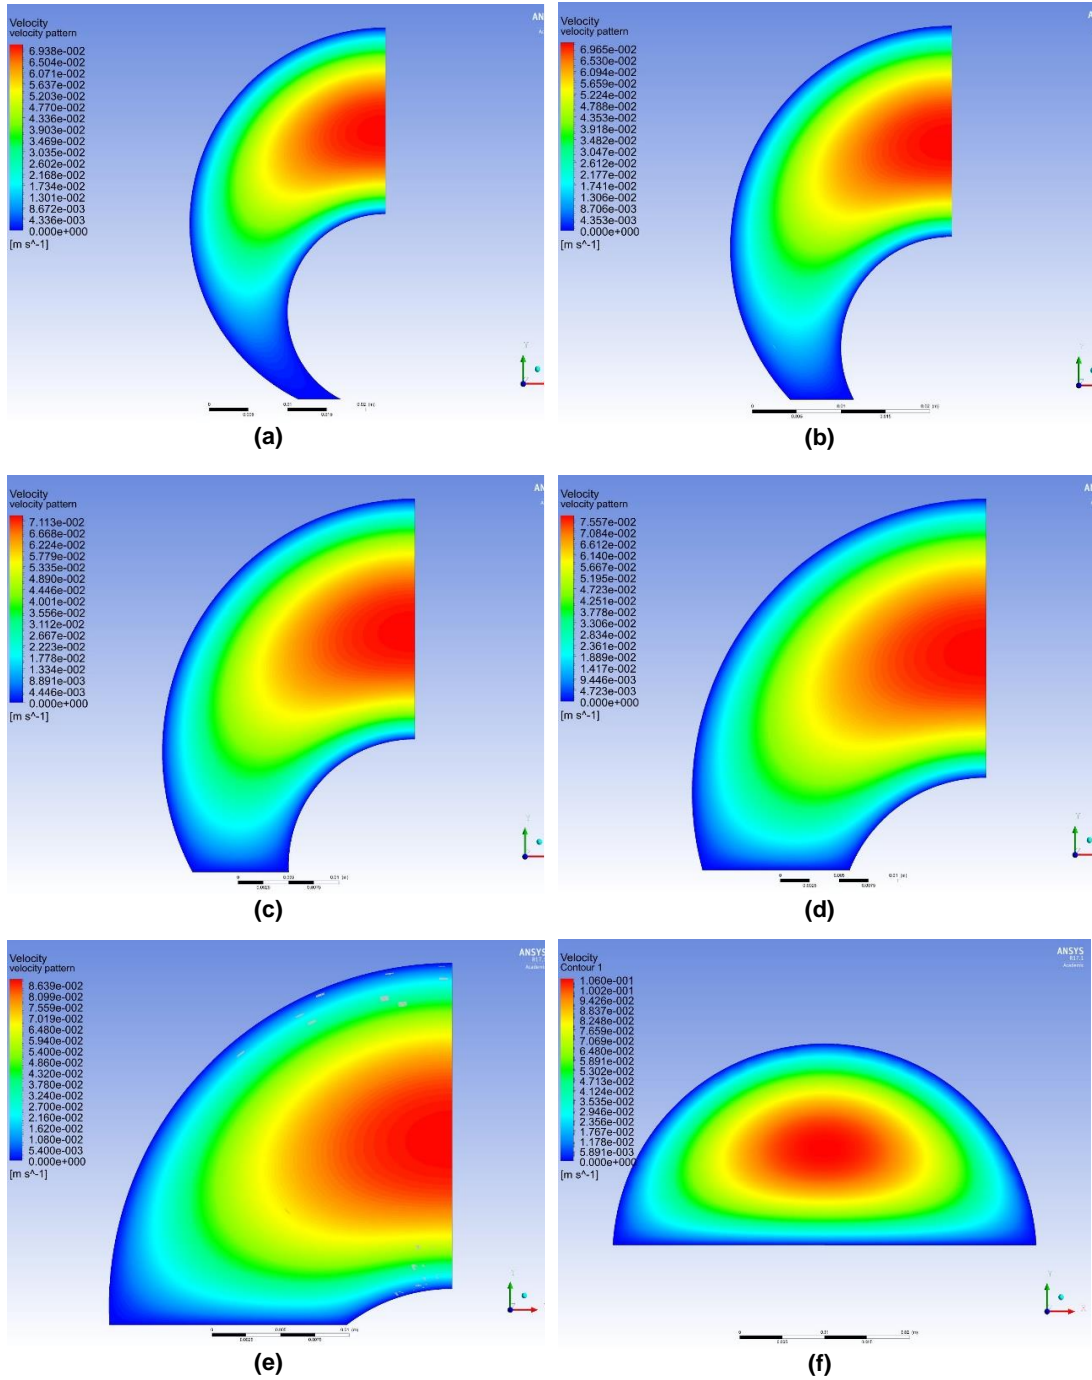 Velocity
velocity pattern
6.938e-002
6.504e-002
6.071e-002
5.637e-002
5.203e-002
4.770e-002
4.336e-002
3.903e-002
3.469e-002
3.035e-002
2.602e-002
2.168e-002
1.734e-002
1.301e-002
8.672e-003
4.336e-003
0.000e+000
[m s^-1]
(a)
Velocity
velocity pattern
6.965e-002
6.530e-002
6.094e-002
5.659e-002
5.224e-002
4.788e-002
4.353e-002
3.918e-002
3.482e-002
3.047e-002
2.612e-002
2.177e-002
1.741e-002
1.306e-002
8.706e-003
4.353e-003
0.000e+000
[m s^-1]
(b)
Velocity
velocity pattern
7.113e-002
6.668e-002
6.224e-002
5.779e-002
5.335e-002
4.890e-002
4.446e-002
4.001e-002
3.556e-002
3.112e-002
2.667e-002
2.223e-002
1.778e-002
1.334e-002
8.891e-003
4.446e-003
0.000e+000
[m s^-1]
(c)
Velocity
velocity pattern
7.557e-002
7.084e-002
6.612e-002
6.140e-002
5.667e-002
5.195e-002
4.723e-002
4.251e-002
3.778e-002
3.306e-002
2.834e-002
2.361e-002
1.889e-002
1.417e-002
9.446e-003
4.723e-003
0.000e+000
[m s^-1]
(d)
Velocity
velocity pattern
8.639e-002
8.099e-002
7.559e-002
7.019e-002
6.480e-002
5.940e-002
5.400e-002
4.860e-002
4.320e-002
3.780e-002
3.240e-002
2.700e-002
2.160e-002
1.620e-002
1.080e-002
5.400e-003
0.000e+000
[m s^-1]
ANSYS
R17.1
Academic
(e)
Velocity
Contour 1
1.060e-001
1.002e-001
9.426e-002
8.837e-002
8.248e-002
7.659e-002
7.069e-002
6.480e-002
5.891e-002
5.302e-002
4.713e-002
4.124e-002
3.535e-002
2.946e-002
2.356e-002
1.767e-002
1.178e-002
5.891e-003
0.000e+000
[m s^-1]
ANSYS
R17.1
Academic
(f)